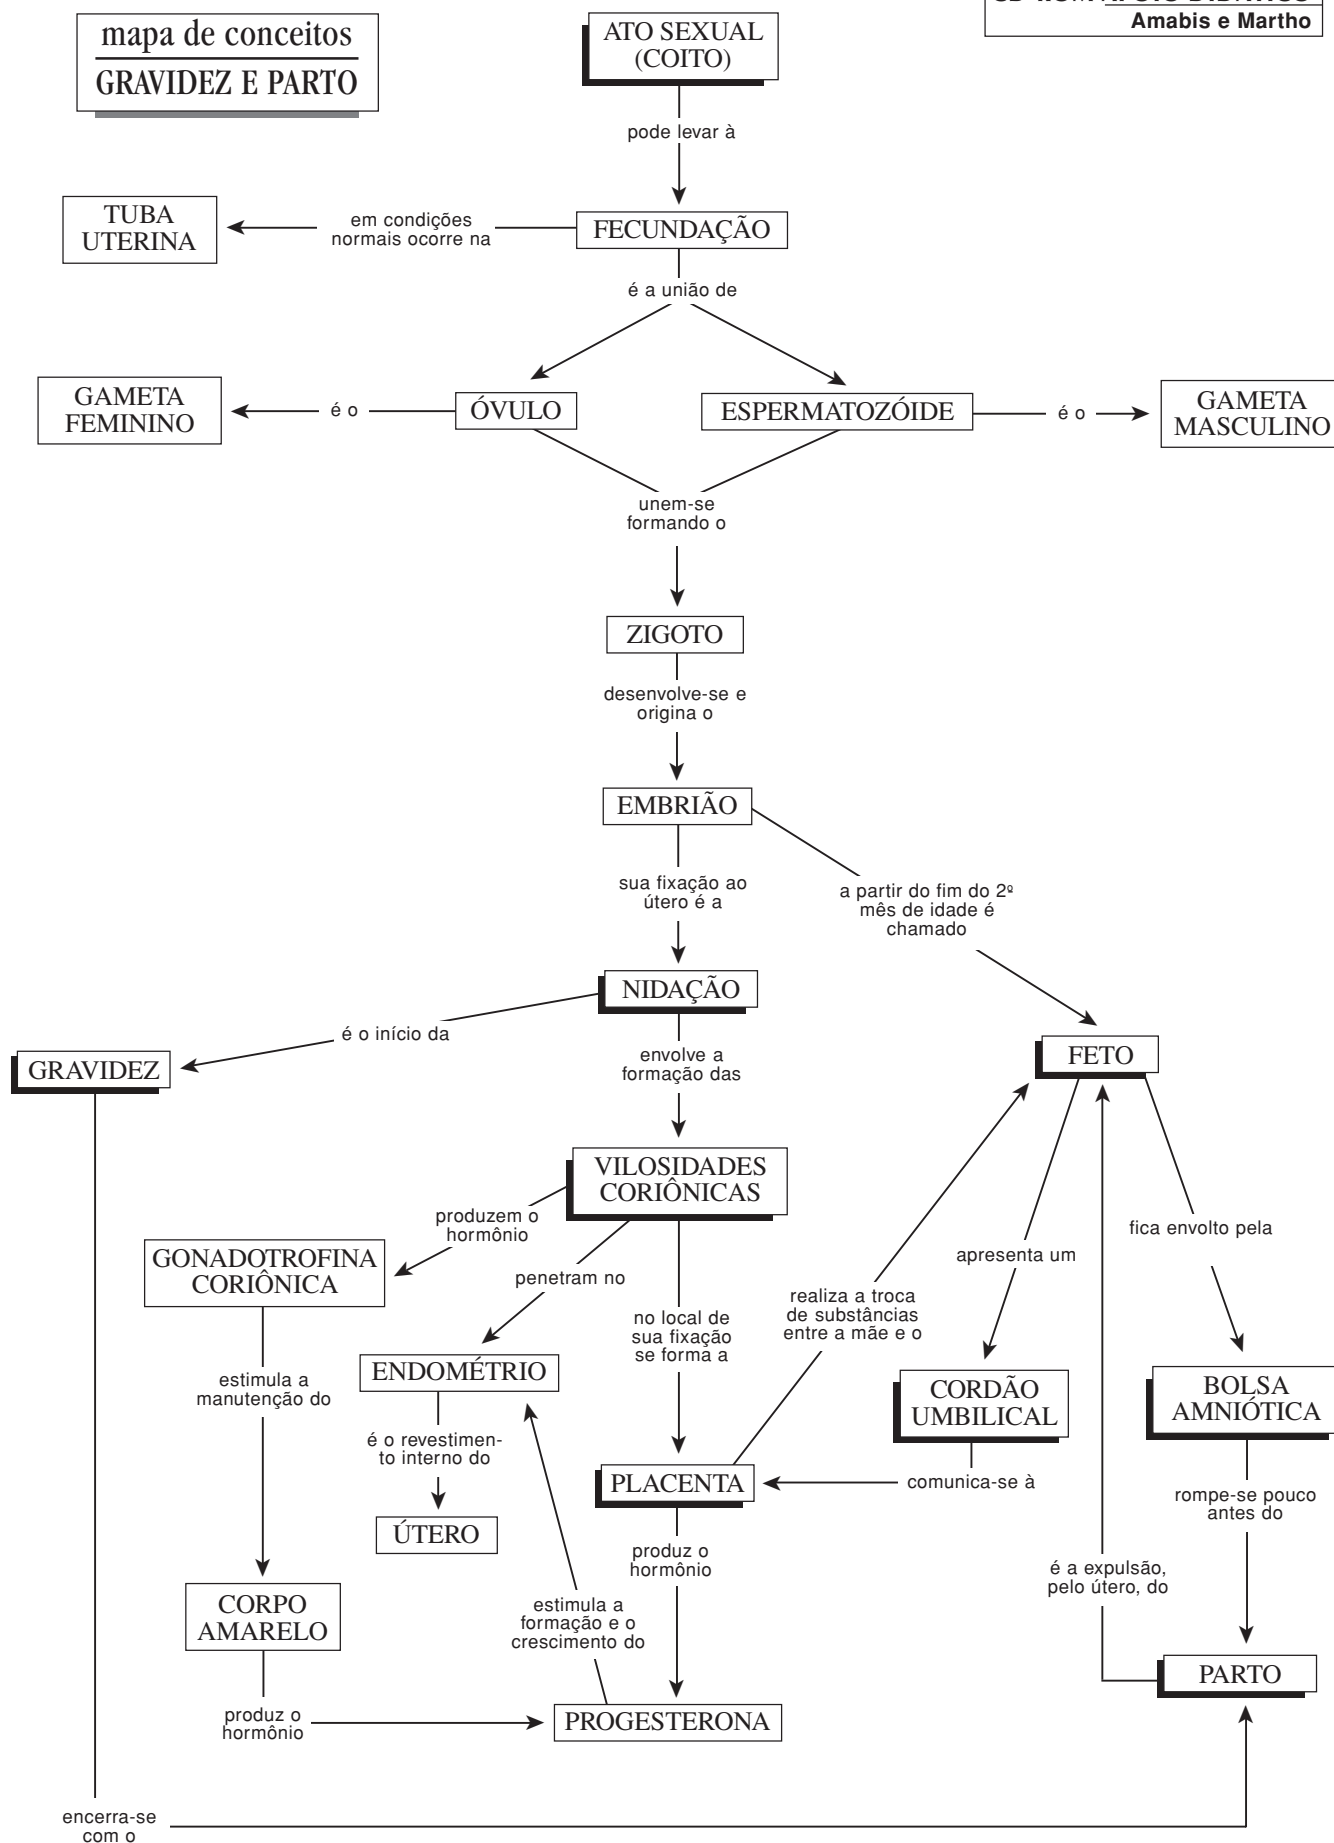 mapa de conceitos
GRAVIDEZ E PARTO
Amabis e Martho
ATO SEXUAL
(COITO)
pode levar à
TUBA
UTERINA
em condições
normais ocorre na
FECUNDAÇÃO
é a união de
GAMETA
FEMININO
é o
ÓVULO
ESPERMATOZÓIDE
é o
GAMETA
MASCULINO
unem-se
formando o
ZIGOTO
desenvolve-se e
origina o
EMBRIÃO
sua fixação ao
útero é a
a partir do fim do 2º
mês de idade é
chamado
NIDAÇÃO
é o início da
GRAVIDEZ
envolve a
formação das
FETO
VILOSIDADES
CORIÔNICAS
produzem o
hormônio
GONADOTROFINA
CORIÔNICA
penetram no
no local de
sua fixação
se forma a
realiza a troca
de substâncias
entre a mãe e o
apresenta um
fica envolto pela
estimula a
manutenção do
ENDOMÉTRIO
CORDÃO
UMBILICAL
BOLSA
AMNIÓTICA
é o revestimen-
to interno do
PLACENTA
comunica-se à
rompe-se pouco
antes do
ÚTERO
produz o
hormônio
é a expulsão,
pelo útero, do
CORPO
AMARELO
estimula a
formação e o
crescimento do
PARTO
produz o
hormônio
PROGESTERONA
encerra-se
com o